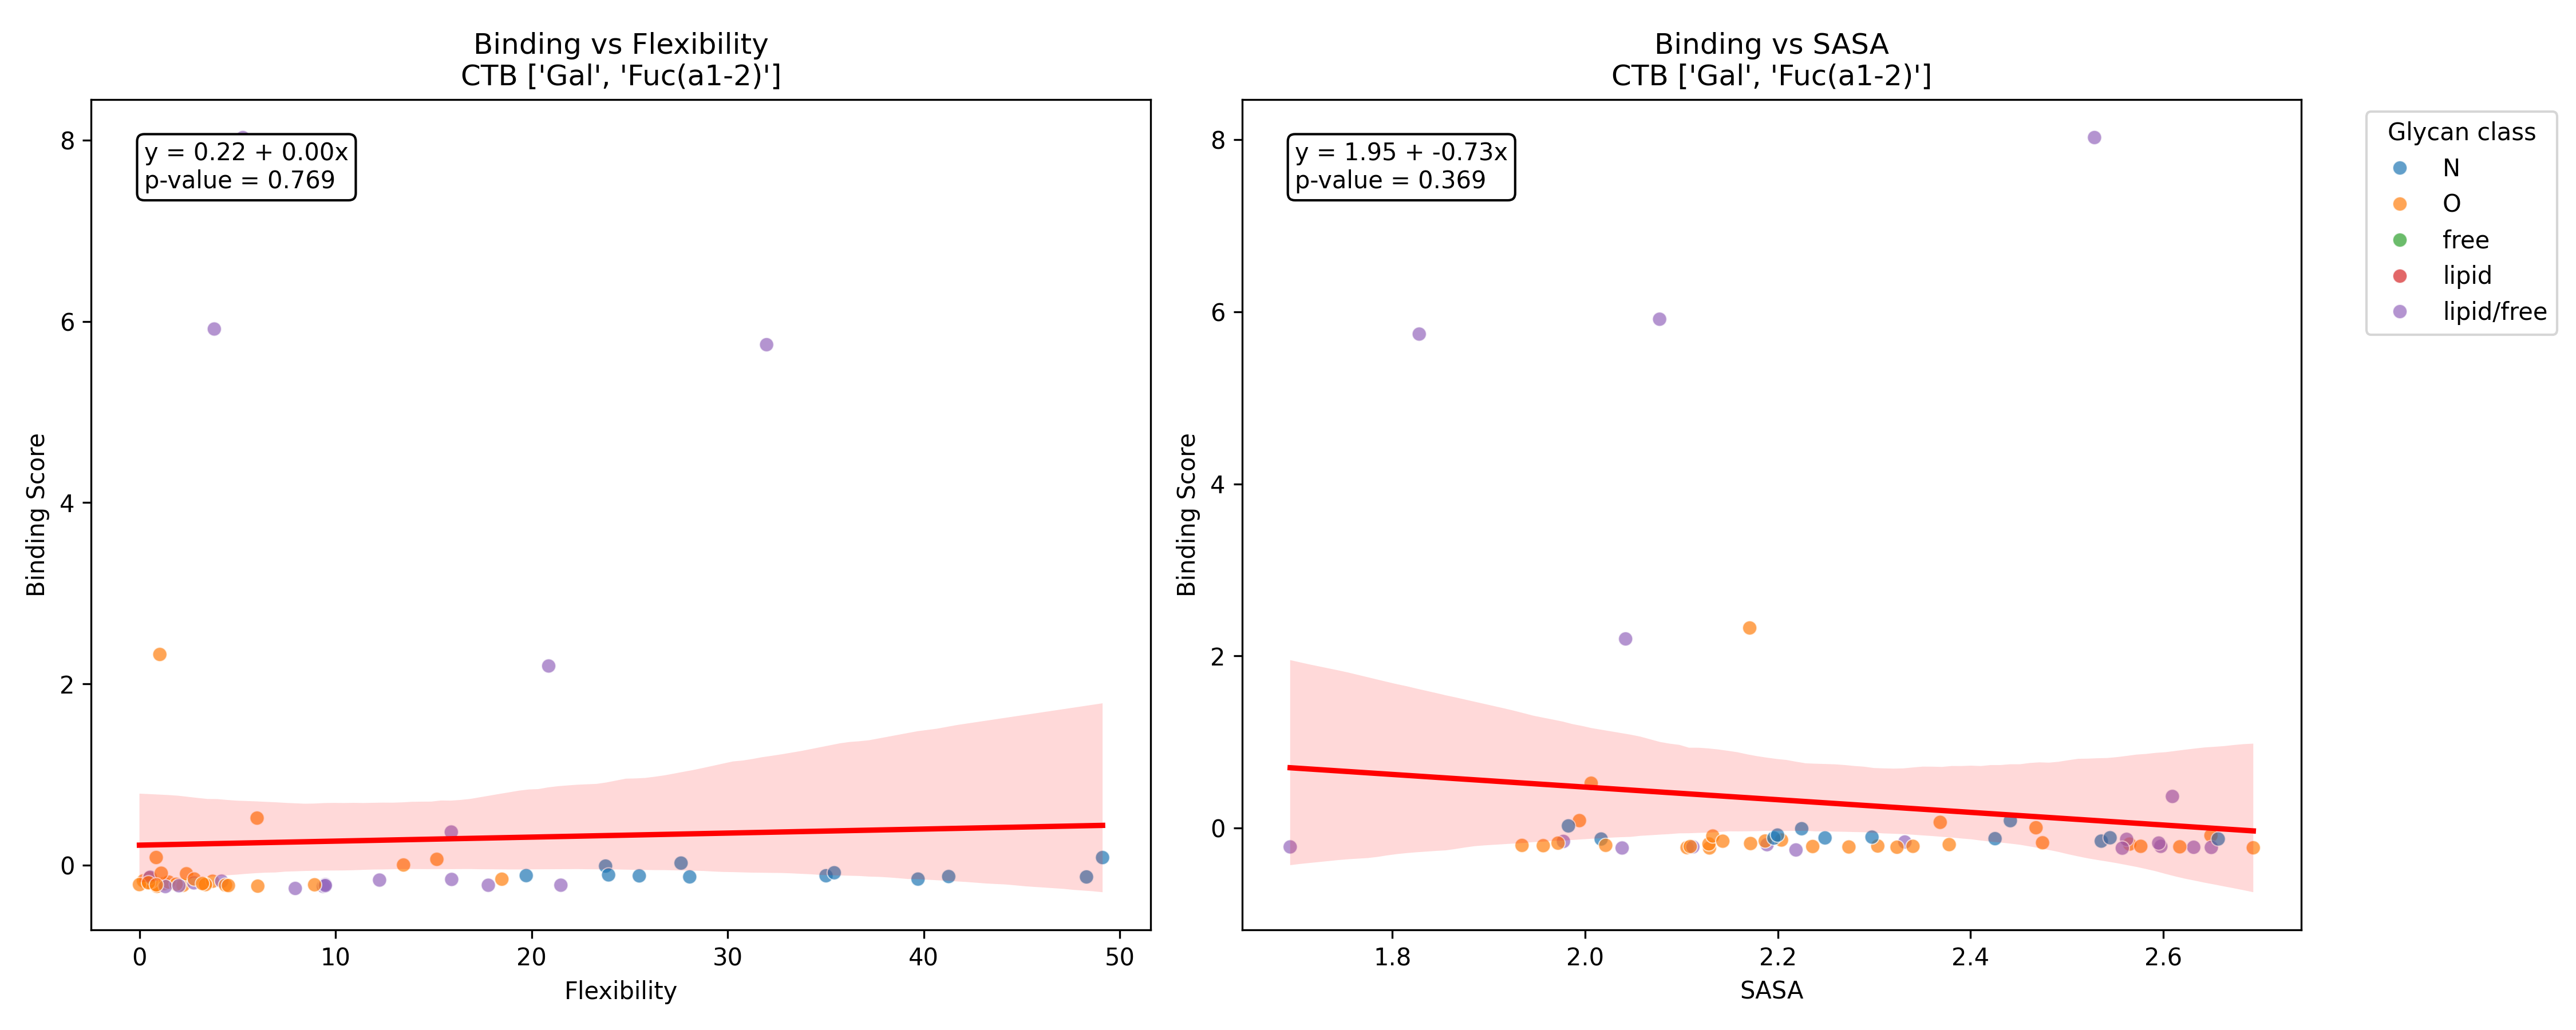 Binding vs Flexibility
CTB ['Gal', 'Fuc(a1-2)']
y = 0.22 + 0.00x
p-value = 0.769
Binding Score
8
6
4
2
0
0 10 20 30 40 50
Flexibility
Binding vs SASA
CTB ['Gal', 'Fuc(a1-2)']
y = 1.95 + -0.73x
p-value = 0.369
Binding Score
8
6
4
2
0
1.8 2.0 2.2 2.4 2.6
SASA
Glycan class
N
O
free
lipid
lipid/free